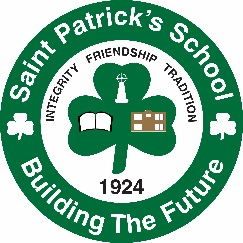 Saint Patrick's School
INTEGRITY FRIENDSHIP TRADITION
1924
Building The Future